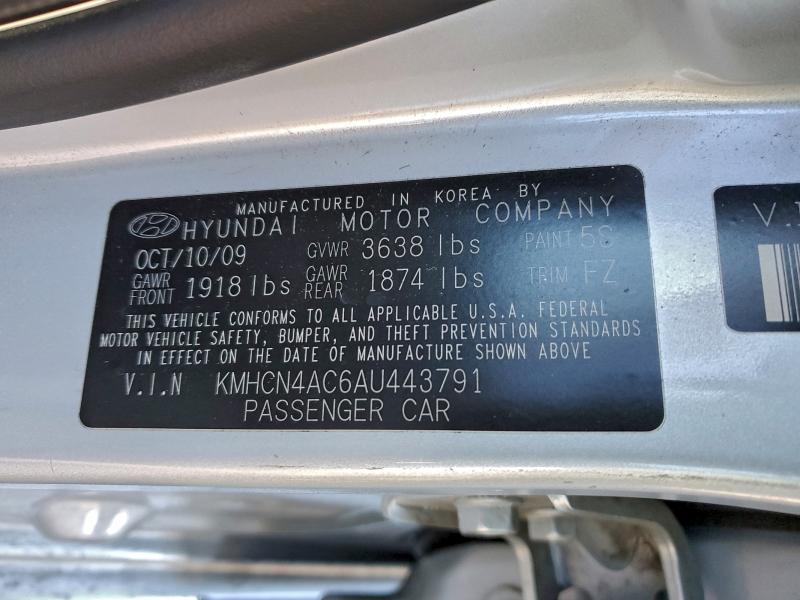 MANUFACTURED IN KOREA BY
HYUNDAI MOTOR COMPANY
OCT/10/09 GVWR 3638 lbs PAINT 5S
GAWR FRONT 1918 lbs GAWR REAR 1874 lbs TRIM FZ
THIS VEHICLE CONFORMS TO ALL APPLICABLE U.S.A. FEDERAL
MOTOR VEHICLE SAFETY, BUMPER, AND THEFT PREVENTION STANDARDS
IN EFFECT ON THE DATE OF MANUFACTURE SHOWN ABOVE
V.I.N KMHCN4AC6AU443791
PASSENGER CAR
V.I